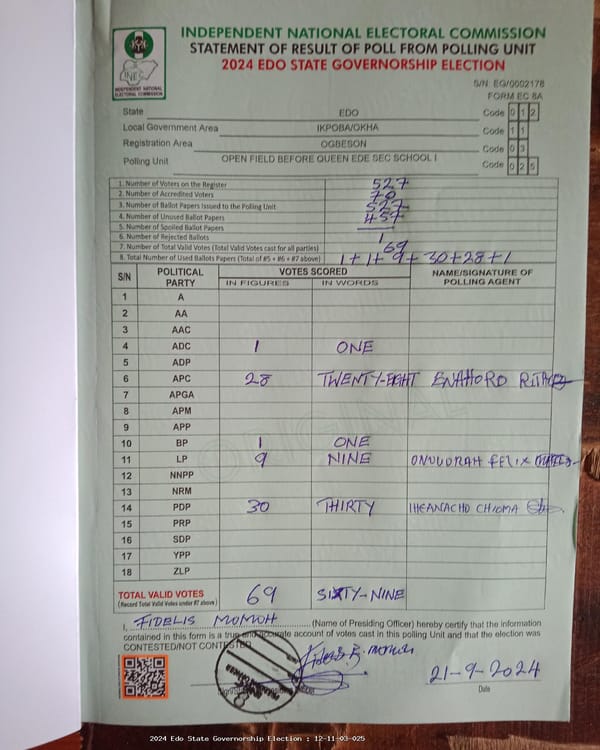 INDEPENDENT NATIONAL ELECTORAL COMMISSION
STATEMENT OF RESULT OF POLL FROM POLLING UNIT
2024 EDO STATE GOVERNORSHIP ELECTION
INEC
INDEPENDENT NATIONAL ELECTORAL COMMISSION
S/N EG/0002178
FORM EC 8A
State EDO Code 0 1 2
Local Government Area IKPOBA/OKHA Code 1 1
Registration Area OGBESON Code 0 3
Polling Unit OPEN FIELD BEFORE QUEEN EDE SEC SCHOOL I Code 0 2 5
1. Number of Voters on the Register 527
2. Number of Accredited Voters 70
3. Number of Ballot Papers Issued to the Polling Unit 527
4. Number of Unused Ballot Papers 457
5. Number of Spoiled Ballot Papers
6. Number of Rejected Ballots 1
7. Number of Total Valid Votes (Total Valid Votes cast for all parties) 69
8. Total Number of Used Ballots Papers (Total of #5 + #6 + #7 above) 1+1+9+30+28+1
S/N POLITICAL PARTY VOTES SCORED NAME/SIGNATURE OF POLLING AGENT
IN FIGURES IN WORDS
1 A
2 AA
3 AAC
4 ADC 1 ONE
5 ADP
6 APC 28 TWENTY-EIGHT ENAHORO RITA
7 APGA
8 APM
9 APP
10 BP 1 ONE
11 LP 9 NINE ONUUORAH FELIX
12 NNPP
13 NRM
14 PDP 30 THIRTY IHEANACHO CHIOMA
15 PRP
16 SDP
17 YPP
18 ZLP
TOTAL VALID VOTES 69 SIXTY-NINE
(Record Total Valid Votes under #7 above)
I, FIDELIS MOMOH (Name of Presiding Officer) hereby certify that the information
contained in this form is a true and accurate account of votes cast in this polling Unit and that the election was
CONTESTED/NOT CONTESTED
Fidelis E. momoh
21-9-2024
Date
2024 Edo State Governorship Election : 12-11-03-025